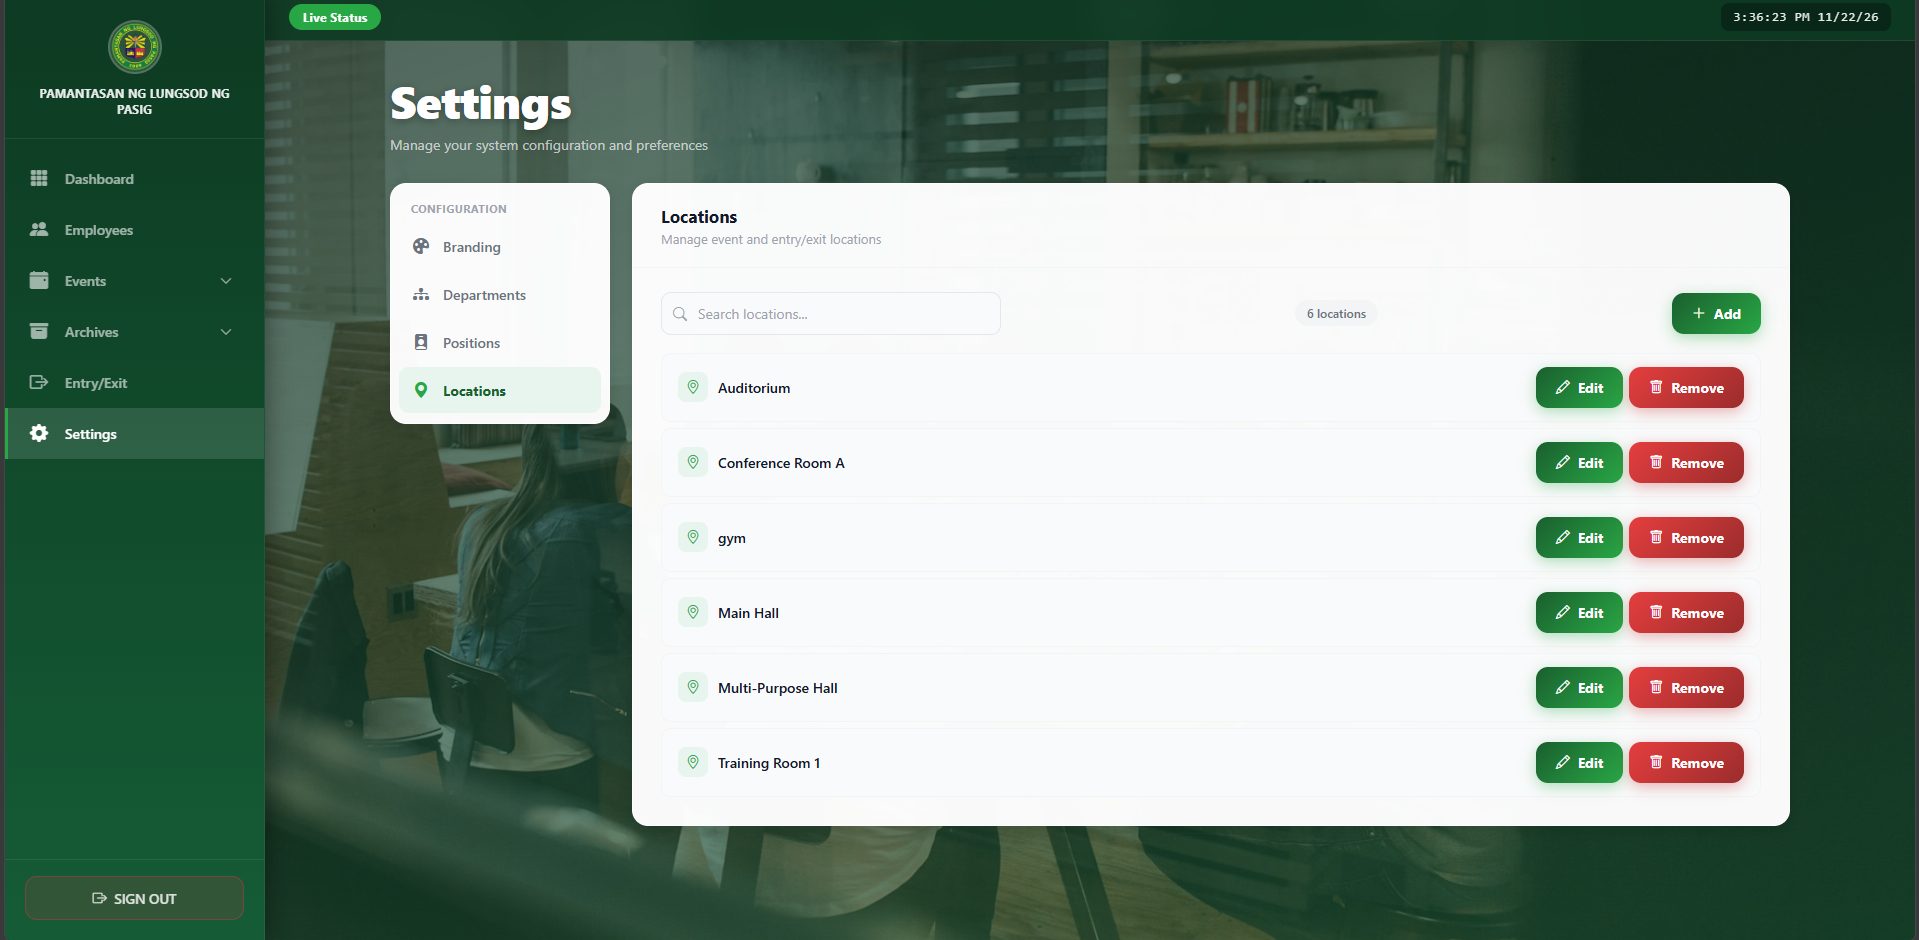 Live Status
3:36:23 PM 11/22/26
PAMANTASAN NG LUNGSOD NG
PASIG
Dashboard
Employees
Events
Archives
Entry/Exit
Settings
SIGN OUT
Settings
Manage your system configuration and preferences
CONFIGURATION
Branding
Departments
Positions
Locations
Locations
Manage event and entry/exit locations
Search locations...
6 locations
+ Add
Auditorium
Edit
Remove
Conference Room A
Edit
Remove
gym
Edit
Remove
Main Hall
Edit
Remove
Multi-Purpose Hall
Edit
Remove
Training Room 1
Edit
Remove